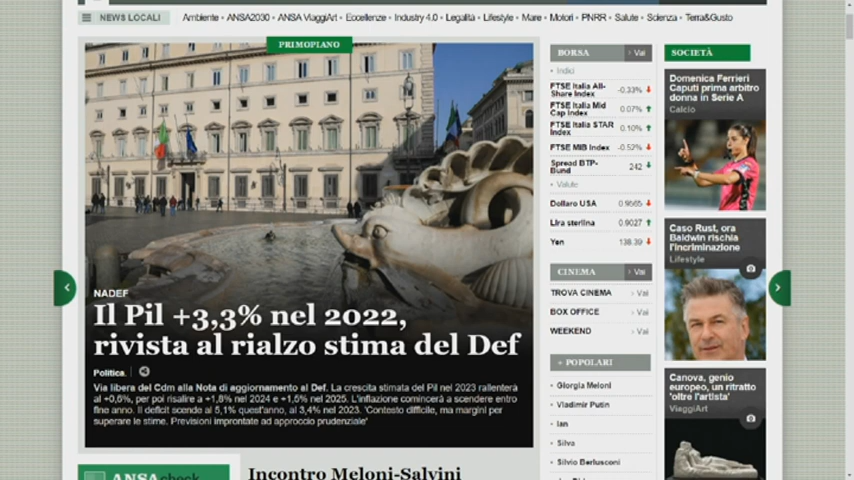 NEWS LOCALI
Ambiente • ANSA2030 • ANSA ViaggiArt • Eccellenze • Industry 4.0 • Legalità • Lifestyle • Mare • Motori • PNRR • Salute • Scienza • Terra&Gusto
PRIMOPIANO
NADEF
Il Pil +3,3% nel 2022,
rivista al rialzo stima del Def
Politica.
Via libera del Cdm alla Nota di aggiornamento al Def. La crescita stimata del Pil nel 2023 rallenterà
al +0,6%, per poi risalire a +1,8% nel 2024 e +1,5% nel 2025. L'inflazione comincerà a scendere entro
fine anno. Il deficit scende al 5,1% quest'anno, al 3,4% nel 2023. 'Contesto difficile, ma margini per
superare le stime. Previsioni improntate ad approccio prudenziale'
ANSAcheck
Incontro Meloni-Salvini
BORSA
› Vai
Indici
FTSE Italia All-
Share Index -0.33%
FTSE Italia Mid
Cap Index 0.07%
FTSE Italia STAR
Index 0.10%
FTSE MIB Index -0.52%
Spread BTP-
Bund 242
Valute
Dollaro USA 0.9565
Lira sterlina 0.9027
Yen 138.39
CINEMA
› Vai
TROVA CINEMA › Vai
BOX OFFICE › Vai
WEEKEND › Vai
+ POPOLARI
Giorgia Meloni
Vladimir Putin
Ian
Silva
Silvio Berlusconi
SOCIETÀ
Domenica Ferrieri
Caputi prima arbitro
donna in Serie A
Calcio
Caso Rust, ora
Baldwin rischia
l'incriminazione
Lifestyle
Canova, genio
europeo, un ritratto
'oltre l'artista'
ViaggiArt